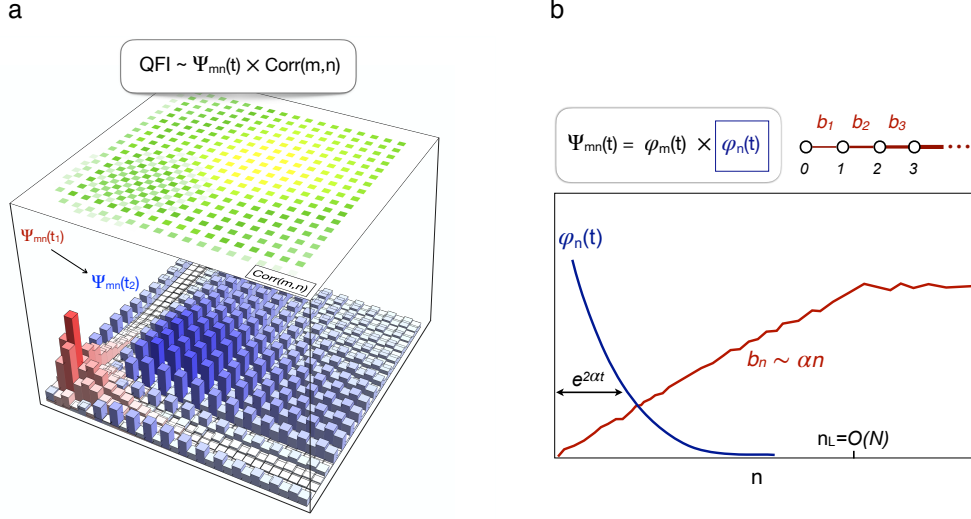 a
QFI ~ Ψmn(t) × Corr(m,n)
Ψmn(t₁)
Ψmn(t₂)
Corr(m,n)
b
Ψmn(t) = φm(t) × φn(t)
b₁ b₂ b₃
0 1 2 3
φn(t)
bn ~ αn
e²ᵅᵗ
nL=O(N)
n